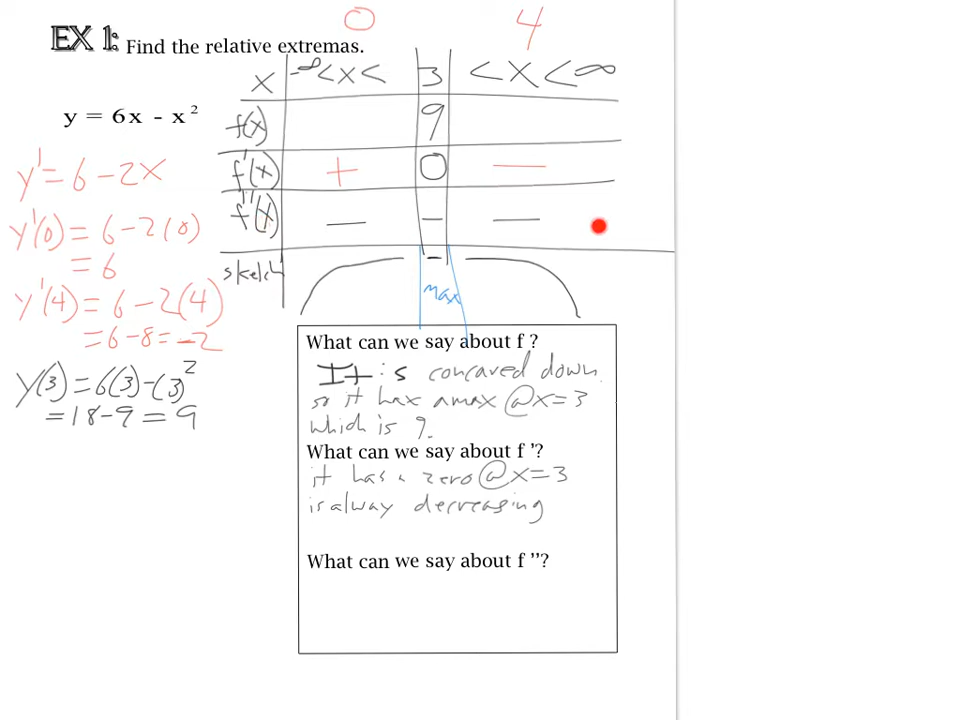 0 4
EX 1: Find the relative extremas.
x -∞<x< 3 <x<∞
y = 6x - x²
f(x) 9
y' = 6 - 2x
f'(x) + 0 —
y'(0) = 6 - 2(0)
f''(x) — - —
= 6
sketch
y'(4) = 6 - 2(4)
max
= 6 - 8 = -2
y(3) = 6(3) - (3)²
= 18 - 9 = 9
What can we say about f ?
It is concaved down
so it hax a max @x=3
which is 9.
What can we say about f '?
it has a zero @x=3
is alway decreasing
What can we say about f ''?